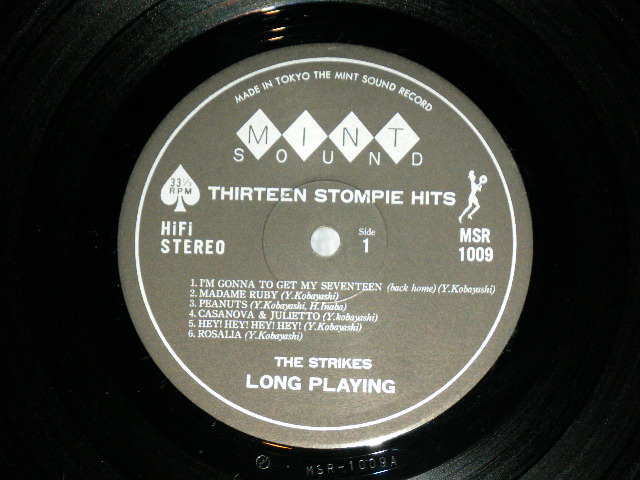 MADE IN TOKYO THE MINT SOUND RECORD
MINT
SOUND
33⅓
RPM
THIRTEEN STOMPIE HITS
HiFi
STEREO
Side
1
MSR
1009
1. I'M GONNA TO GET MY SEVENTEEN (back home) (Y.Kobayashi)
2. MADAME RUBY (Y.Kobayashi)
3. PEANUTS (Y.Kobayashi, H.Inaba)
4. CASANOVA & JULIETTO (Y.kobayashi)
5. HEY! HEY! HEY! HEY! (Y.Kobayashi)
6. ROSALIA (Y.Kobayashi)
THE STRIKES
LONG PLAYING
MSR-1009A